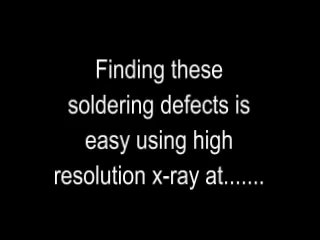 Finding these
soldering defects is
easy using high
resolution x-ray at.......